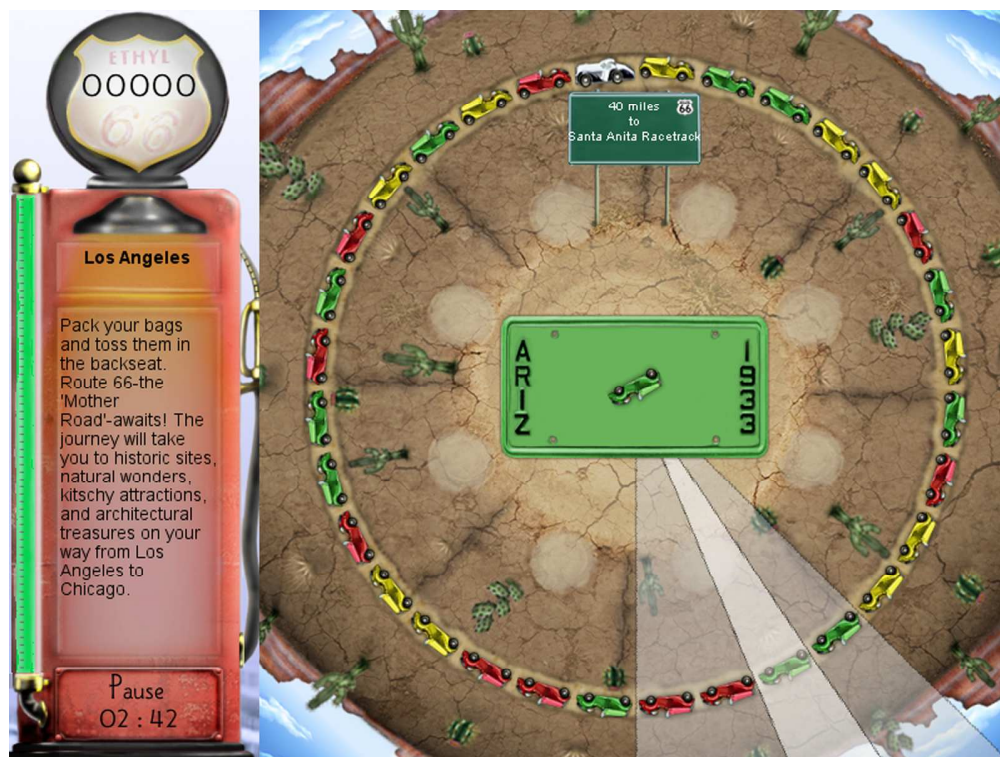 ETHYL
00000
66
Los Angeles
Pack your bags
and toss them in
the backseat.
Route 66-the
'Mother
Road'-awaits! The
journey will take
you to historic sites,
natural wonders,
kitschy attractions,
and architectural
treasures on your
way from Los
Angeles to
Chicago.
Pause
02 : 42
40 miles
66
to
Santa Anita Racetrack
ARIZ
1933